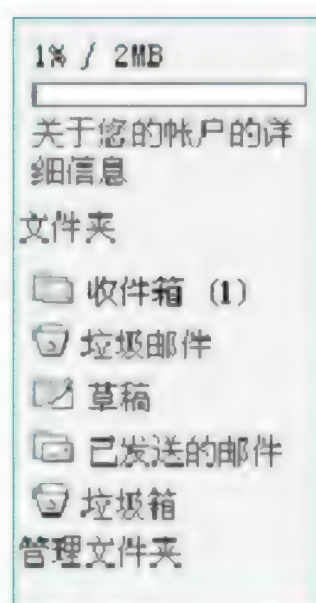 1% / 2MB
关于您的帐户的详
细信息
文件夹
收件箱 (1)
垃圾邮件
草稿
已发送的邮件
垃圾箱
管理文件夹